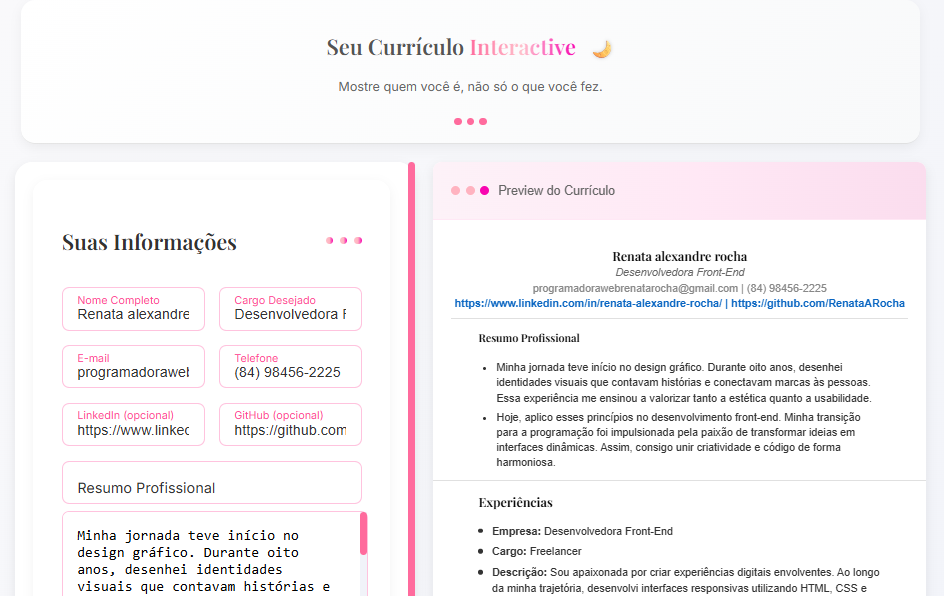 Seu Currículo Interactive
Mostre quem você é, não só o que você fez.
Suas Informações
Nome Completo
Renata alexandre
Cargo Desejado
Desenvolvedora F
E-mail
programadoraweb
Telefone
(84) 98456-2225
LinkedIn (opcional)
https://www.linked
GitHub (opcional)
https://github.com
Resumo Profissional
Minha jornada teve início no
design gráfico. Durante oito
anos, desenhei identidades
visuais que contavam histórias e
Preview do Currículo
Renata alexandre rocha
Desenvolvedora Front-End
programadorawebrenatarocha@gmail.com | (84) 98456-2225
https://www.linkedin.com/in/renata-alexandre-rocha/ | https://github.com/RenataARocha
Resumo Profissional
Minha jornada teve início no design gráfico. Durante oito anos, desenhei
identidades visuais que contavam histórias e conectavam marcas às pessoas.
Essa experiência me ensinou a valorizar tanto a estética quanto a usabilidade.
Hoje, aplico esses princípios no desenvolvimento front-end. Minha transição
para a programação foi impulsionada pela paixão de transformar ideias em
interfaces dinâmicas. Assim, consigo unir criatividade e código de forma
harmoniosa.
Experiências
Empresa: Desenvolvedora Front-End
Cargo: Freelancer
Descrição: Sou apaixonada por criar experiências digitais envolventes. Ao longo
da minha trajetória, desenvolvi interfaces responsivas utilizando HTML, CSS e